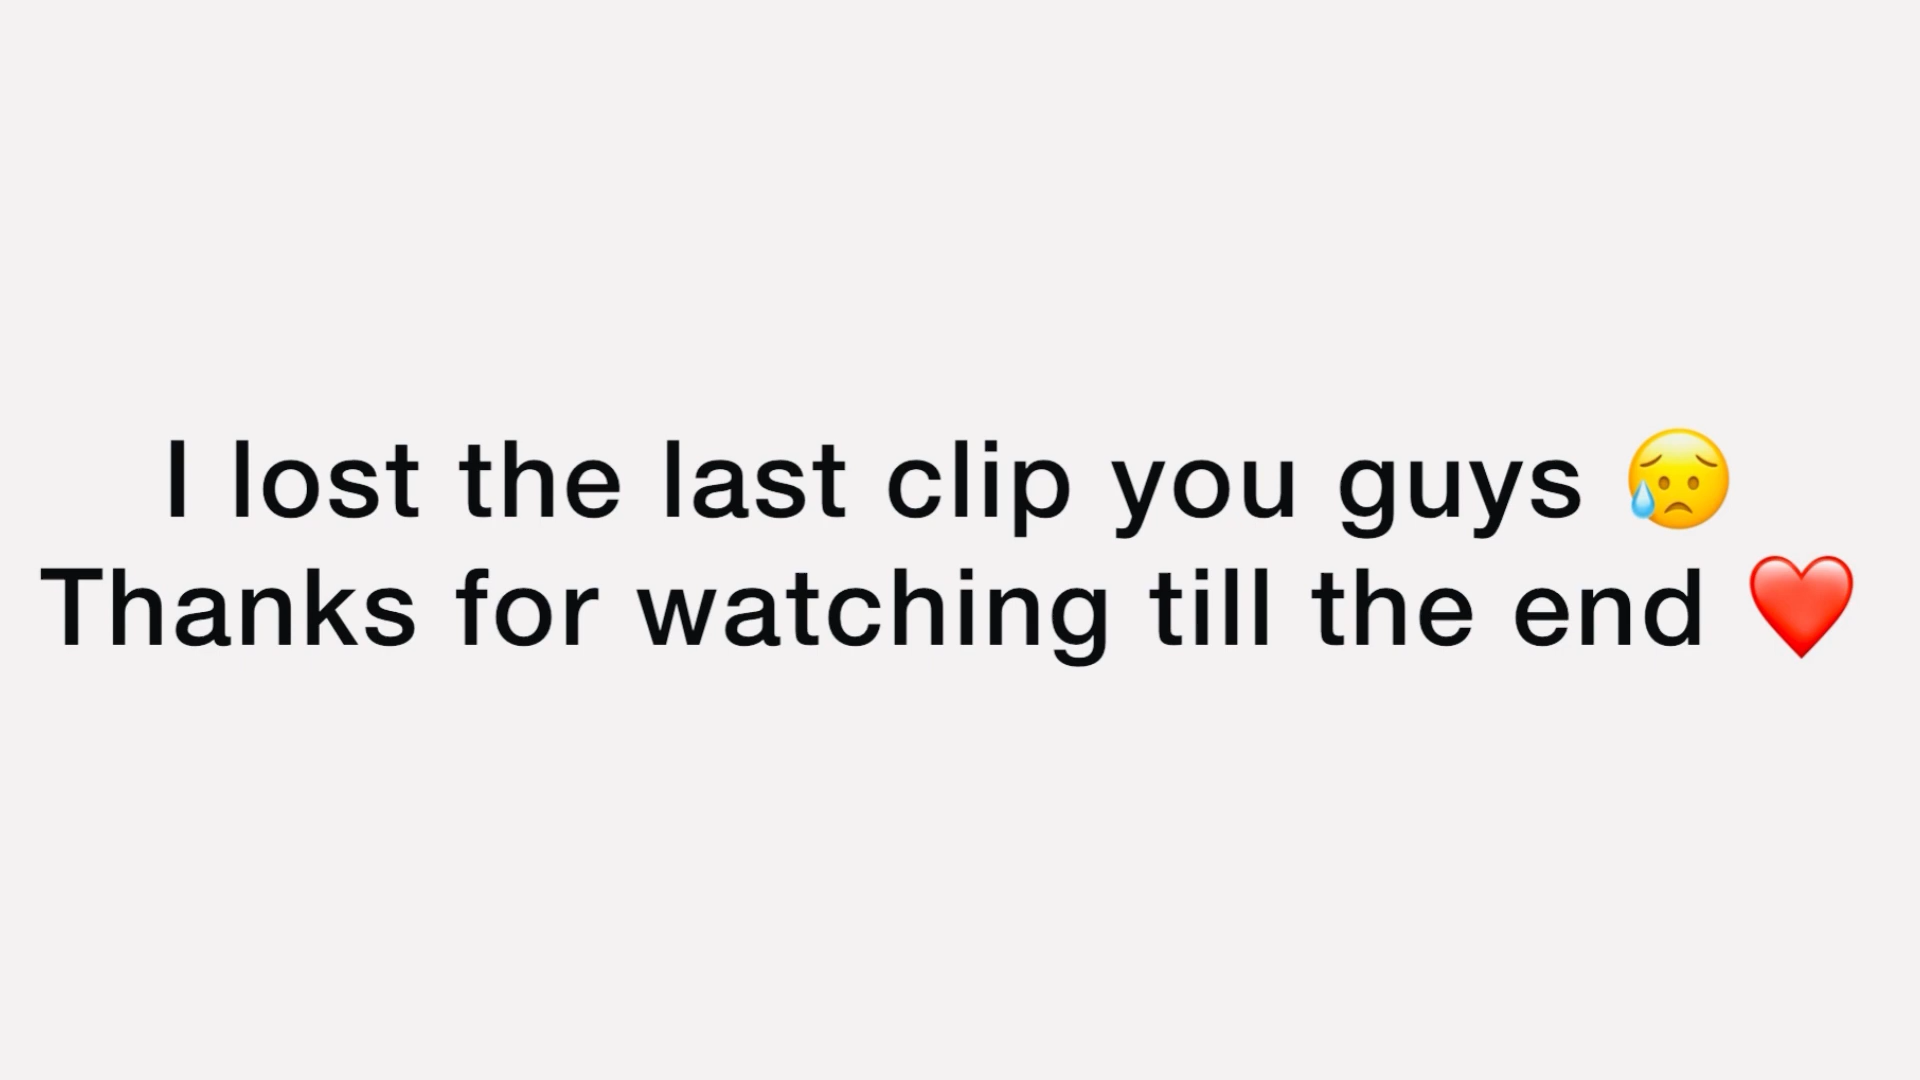 I lost the last clip you guys 😥
Thanks for watching till the end ❤️